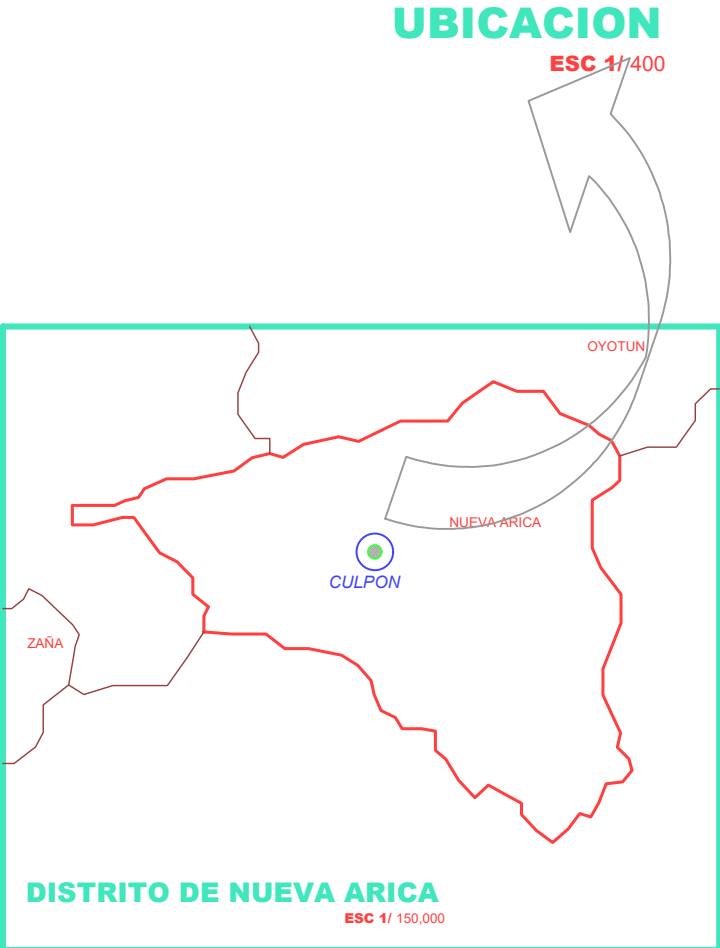 UBICACION
ESC 1/ 400
OYOTUN
NUEVA ARICA
CULPON
ZAÑA
DISTRITO DE NUEVA ARICA
ESC 1/ 150,000